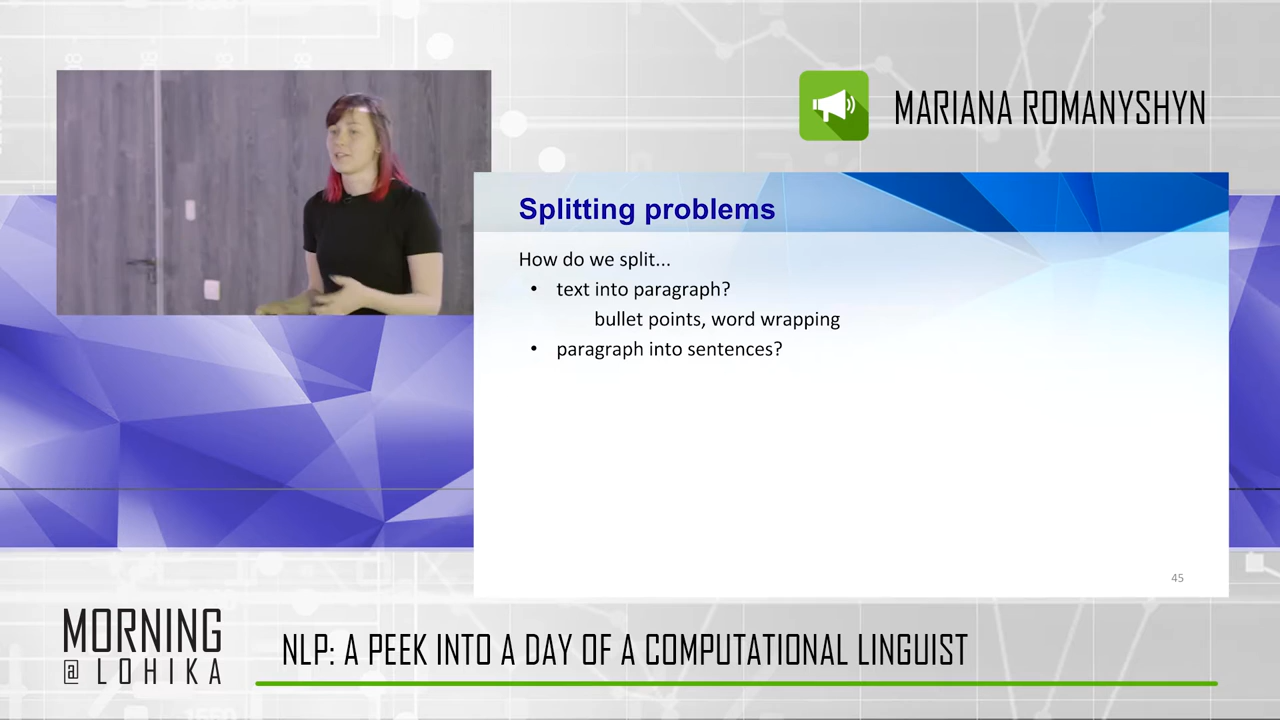 MARIANA ROMANYSHYN
Splitting problems
How do we split...
• text into paragraph?
bullet points, word wrapping
• paragraph into sentences?
45
MORNING
@ LOHIKA
NLP: A PEEK INTO A DAY OF A COMPUTATIONAL LINGUIST